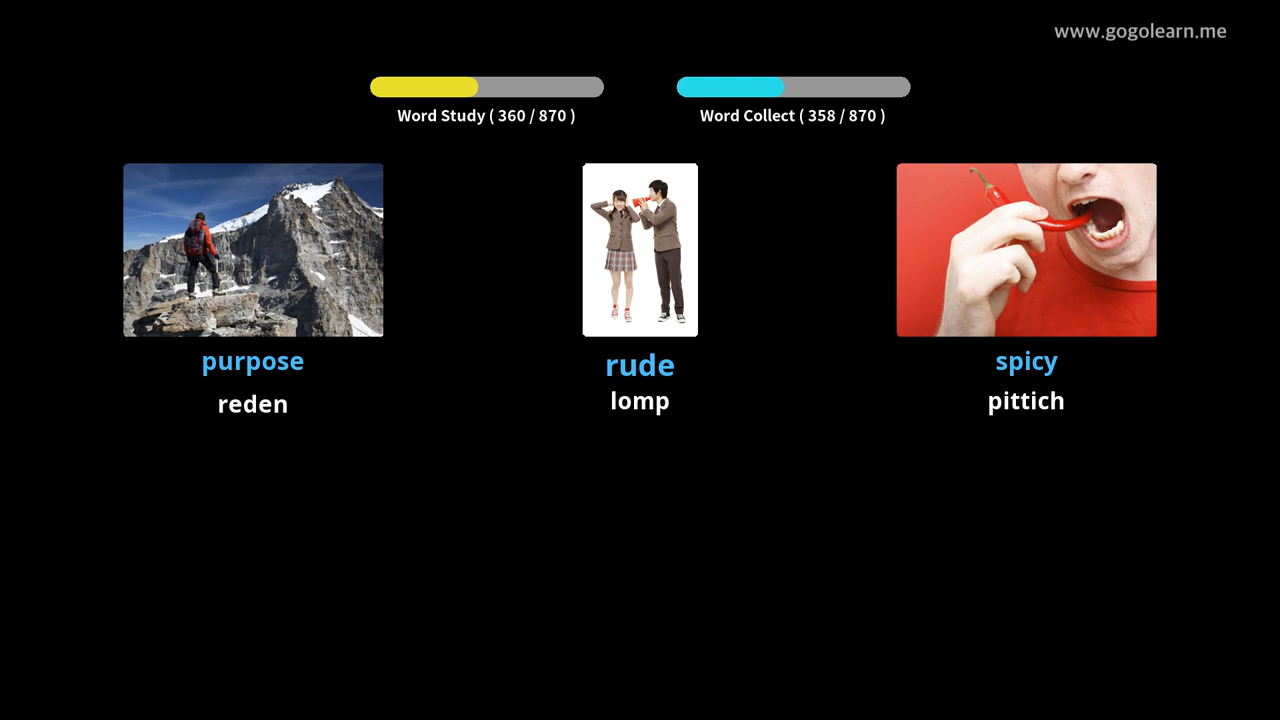 www.gogolearn.me
Word Study ( 360 / 870 )
Word Collect ( 358 / 870 )
purpose
reden
rude
lomp
spicy
pittich